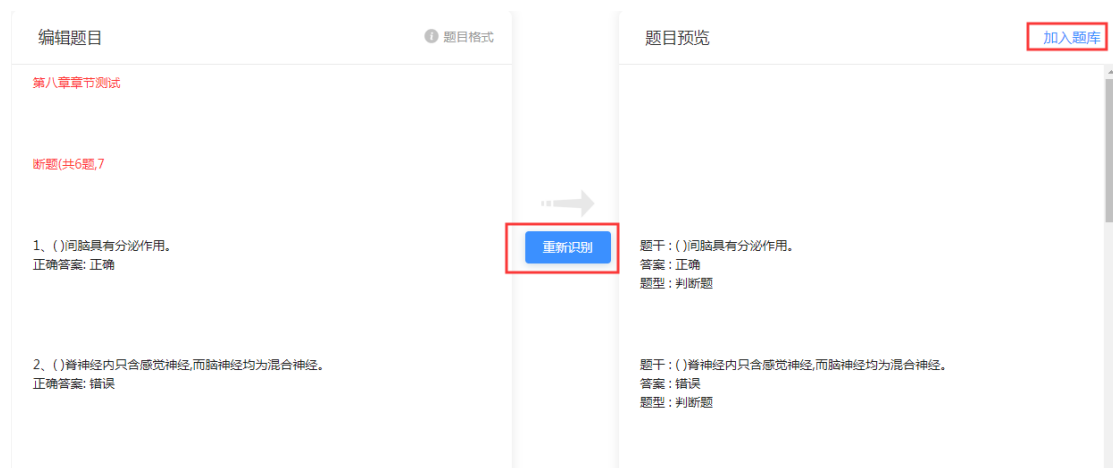 编辑题目
题目格式
第八章章节测试
断题(共6题,7
1、( )间脑具有分泌作用。
正确答案: 正确
2、( )脊神经内只含感觉神经,而脑神经均为混合神经。
正确答案: 错误
重新识别
题目预览
加入题库
题干 : ( )间脑具有分泌作用。
答案 : 正确
题型 : 判断题
题干 : ( )脊神经内只含感觉神经,而脑神经均为混合神经。
答案 : 错误
题型 : 判断题